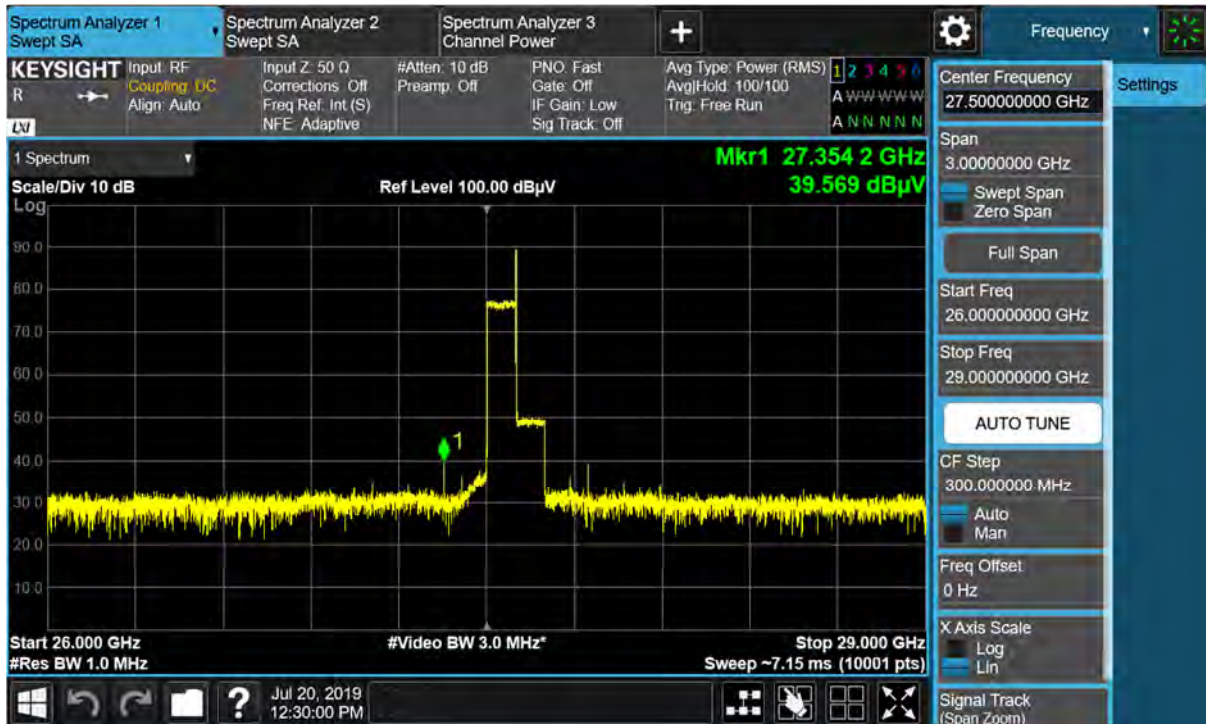 Spectrum Analyzer 1
Swept SA
Spectrum Analyzer 2
Swept SA
Spectrum Analyzer 3
Channel Power
+
Frequency
KEYSIGHT
R
LXI
Input: RF
Coupling: DC
Align: Auto
Input Z: 50 Ω
Corrections: Off
Freq Ref: Int (S)
NFE: Adaptive
#Atten: 10 dB
Preamp: Off
PNO: Fast
Gate: Off
IF Gain: Low
Sig Track: Off
Avg Type: Power (RMS)
Avg|Hold: 100/100
Trig: Free Run
1 2 3 4 5 6
A W W W W W
A N N N N N
1 Spectrum
Mkr1 27.354 2 GHz
39.569 dBµV
Scale/Div 10 dB
Ref Level 100.00 dBµV
Log
90.0
80.0
70.0
60.0
50.0
40.0
30.0
20.0
10.0
1
Start 26.000 GHz
#Video BW 3.0 MHz*
Stop 29.000 GHz
#Res BW 1.0 MHz
Sweep ~7.15 ms (10001 pts)
Center Frequency
27.500000000 GHz
Settings
Span
3.00000000 GHz
Swept Span
Zero Span
Full Span
Start Freq
26.000000000 GHz
Stop Freq
29.000000000 GHz
AUTO TUNE
CF Step
300.000000 MHz
Auto
Man
Freq Offset
0 Hz
X Axis Scale
Log
Lin
Signal Track
(Span Zoom)
?
Jul 20, 2019
12:30:00 PM